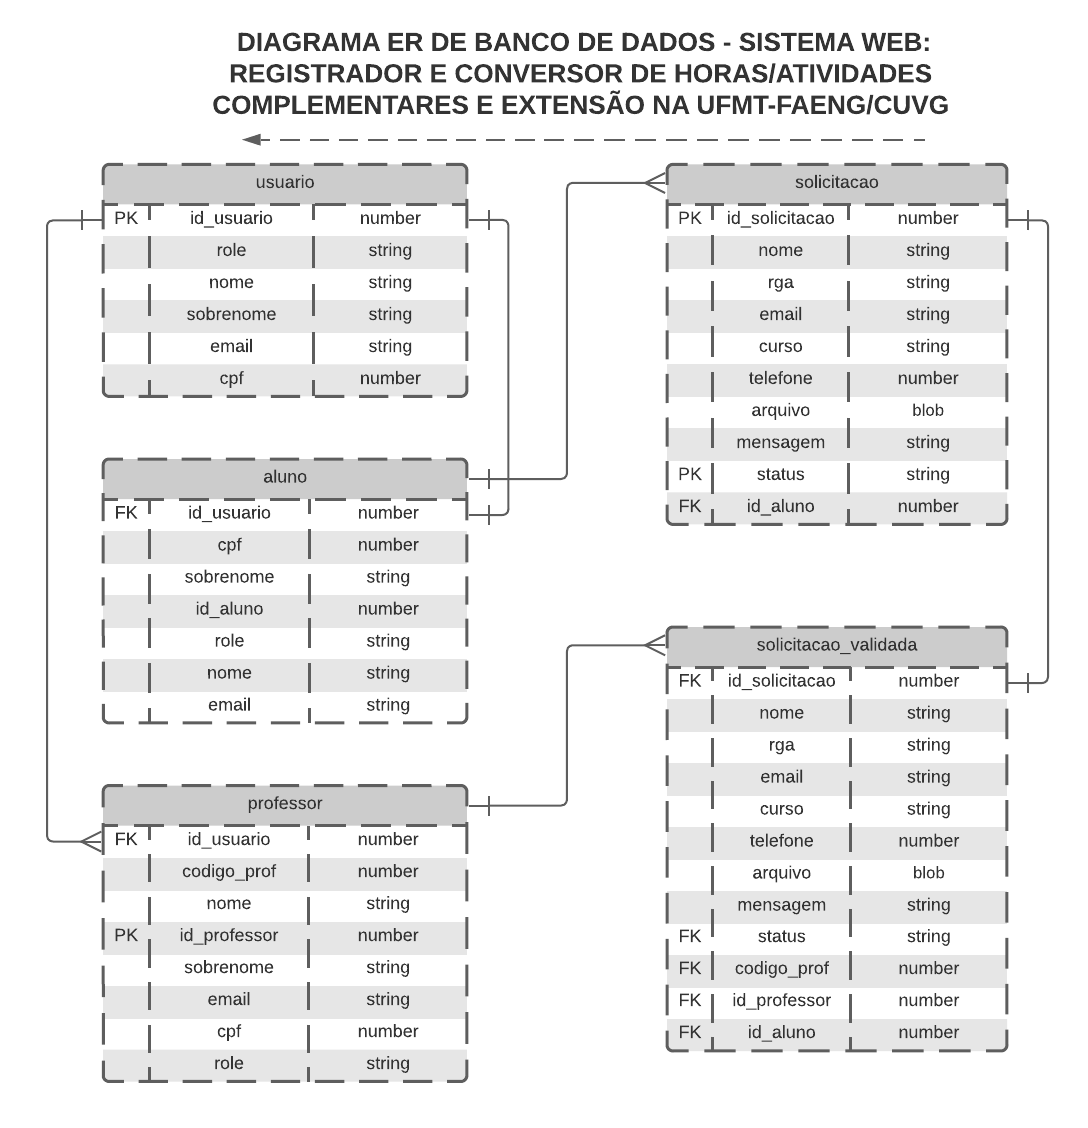 DIAGRAMA ER DE BANCO DE DADOS - SISTEMA WEB:
REGISTRADOR E CONVERSOR DE HORAS/ATIVIDADES
COMPLEMENTARES E EXTENSÃO NA UFMT-FAENG/CUVG
usuario
PK id_usuario number
role string
nome string
sobrenome string
email string
cpf number
aluno
FK id_usuario number
cpf number
sobrenome string
id_aluno number
role string
nome string
email string
professor
FK id_usuario number
codigo_prof number
nome string
PK id_professor number
sobrenome string
email string
cpf number
role string
solicitacao
PK id_solicitacao number
nome string
rga string
email string
curso string
telefone number
arquivo blob
mensagem string
PK status string
FK id_aluno number
solicitacao_validada
FK id_solicitacao number
nome string
rga string
email string
curso string
telefone number
arquivo blob
mensagem string
FK status string
FK codigo_prof number
FK id_professor number
FK id_aluno number